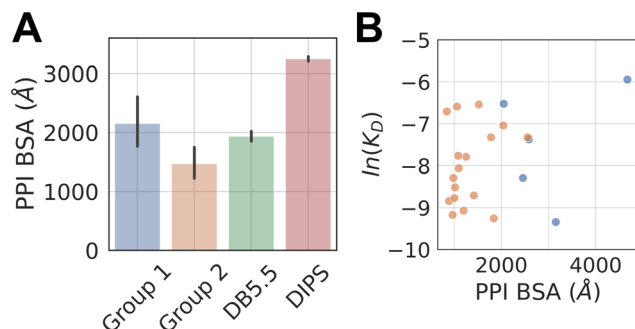 A
PPI BSA (Å)
3000
2000
1000
0
Group 1
Group 2
DB5.5
DIPS
B
ln(K_D)
−5
−6
−7
−8
−9
−10
2000
4000
PPI BSA (Å)